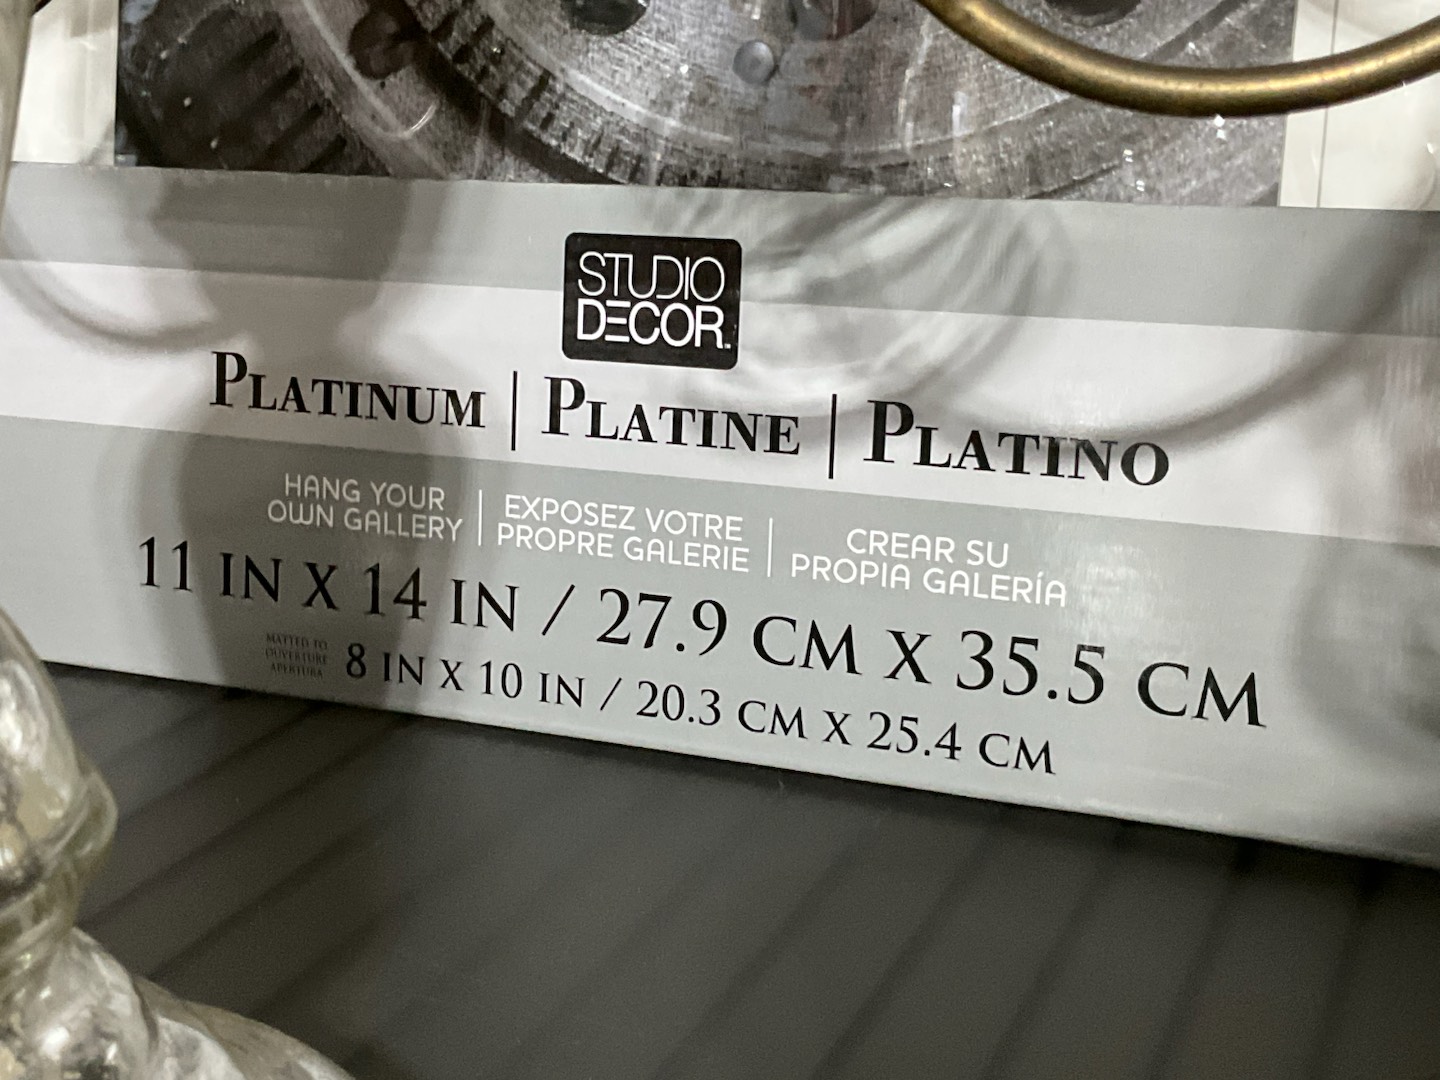 STUDIO
DECOR™
PLATINUM | PLATINE | PLATINO
HANG YOUR
OWN GALLERY
EXPOSEZ VOTRE
PROPRE GALERIE
CREAR SU
PROPIA GALERÍA
11 IN X 14 IN / 27.9 CM X 35.5 CM
MATTED TO
OUVERTURE
APERTURA
8 IN X 10 IN / 20.3 CM X 25.4 CM